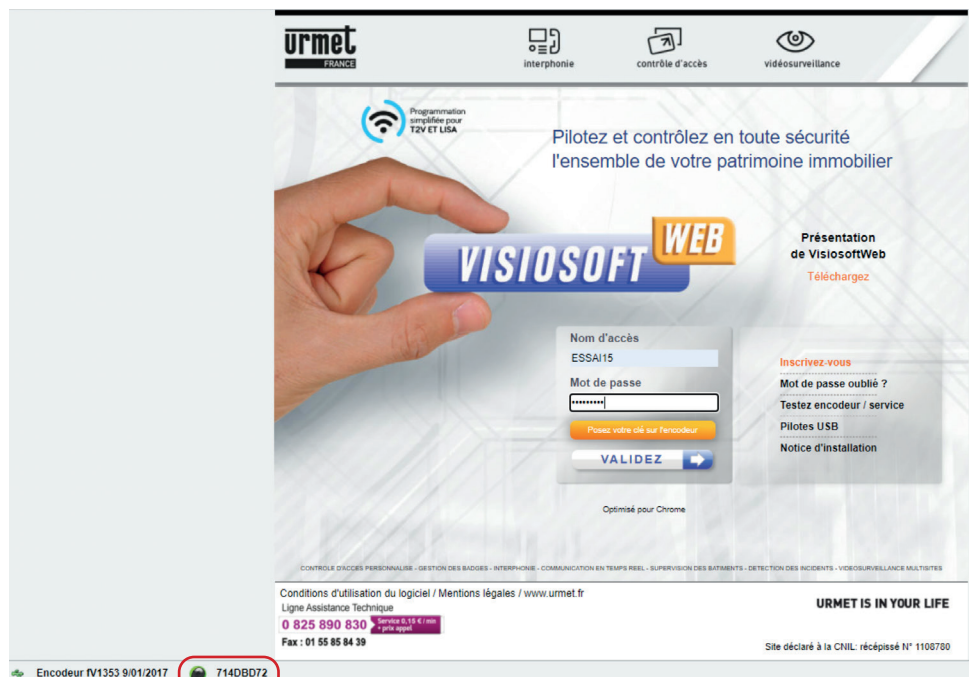 urmet
FRANCE
interphonie
contrôle d'accès
vidéosurveillance
Programmation
simplifiée pour
T2V ET LISA
Pilotez et contrôlez en toute sécurité
l'ensemble de votre patrimoine immobilier
VISIOSOFT WEB
Présentation
de VisiosoftWeb
Téléchargez
Nom d'accès
ESSAI15
Mot de passe
•••••••••
Posez votre clé sur l'encodeur
VALIDEZ
Inscrivez-vous
Mot de passe oublié ?
Testez encodeur / service
Pilotes USB
Notice d'installation
Optimisé pour Chrome
CONTROLE D'ACCES PERSONNALISE - GESTION DES BADGES - INTERPHONIE - COMMUNICATION EN TEMPS REEL - SUPERVISION DES BATIMENTS - DETECTION DES INCIDENTS - VIDEOSURVEILLANCE MULTISITES
Conditions d'utilisation du logiciel / Mentions légales / www.urmet.fr
Ligne Assistance Technique
0 825 890 830 Service 0,15 € / min
+ prix appel
Fax : 01 55 85 84 39
URMET IS IN YOUR LIFE
Site déclaré à la CNIL: récépissé N° 1108780
Encodeur fV1353 9/01/2017
714DBD72